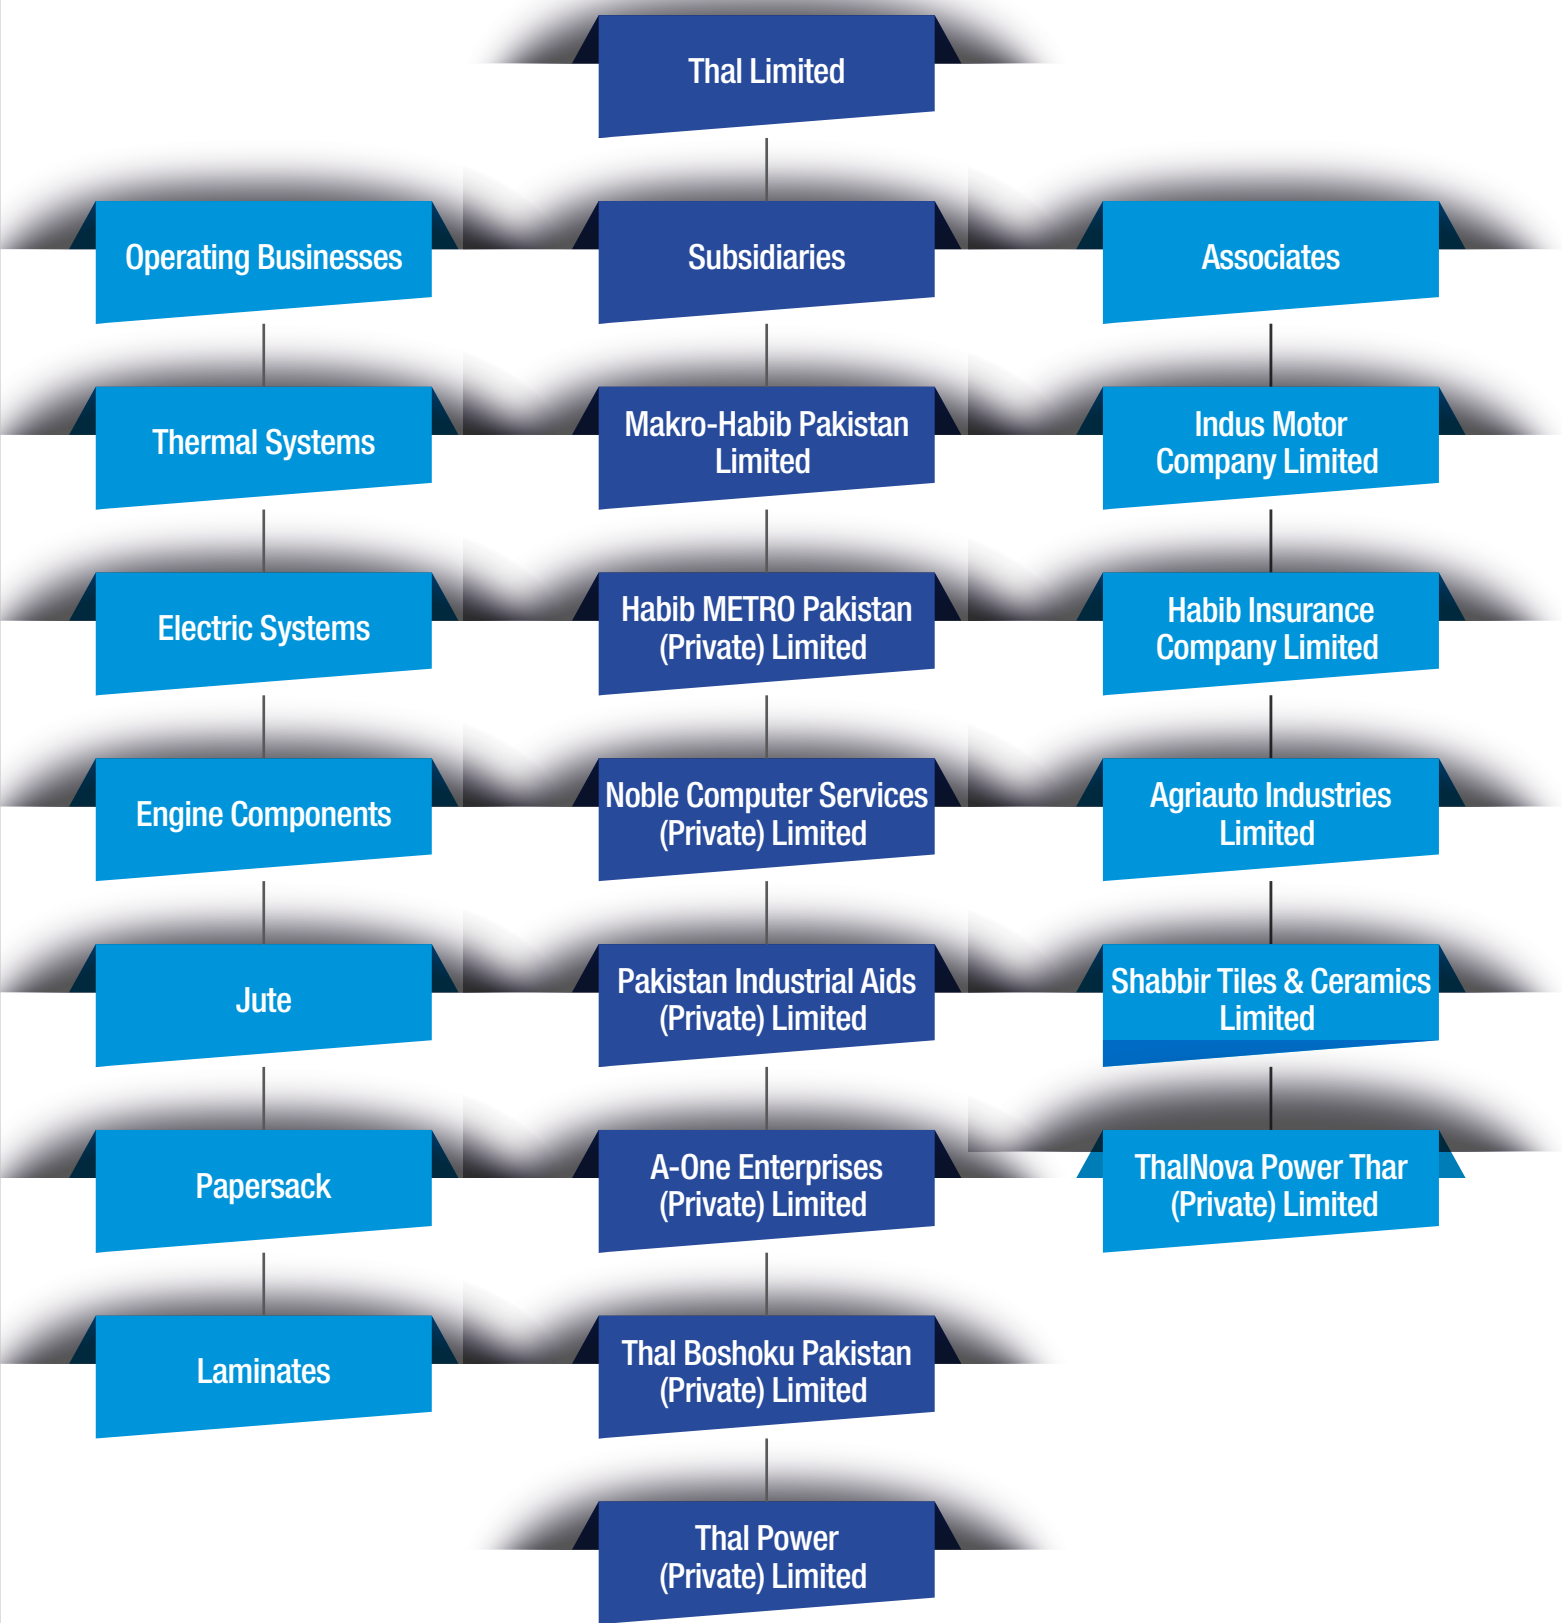 Thal Limited
Operating Businesses
Subsidiaries
Associates
Thermal Systems
Makro-Habib Pakistan
Limited
Indus Motor
Company Limited
Electric Systems
Habib METRO Pakistan
(Private) Limited
Habib Insurance
Company Limited
Engine Components
Noble Computer Services
(Private) Limited
Agriauto Industries
Limited
Jute
Pakistan Industrial Aids
(Private) Limited
Shabbir Tiles & Ceramics
Limited
Papersack
A-One Enterprises
(Private) Limited
ThalNova Power Thar
(Private) Limited
Laminates
Thal Boshoku Pakistan
(Private) Limited
Thal Power
(Private) Limited